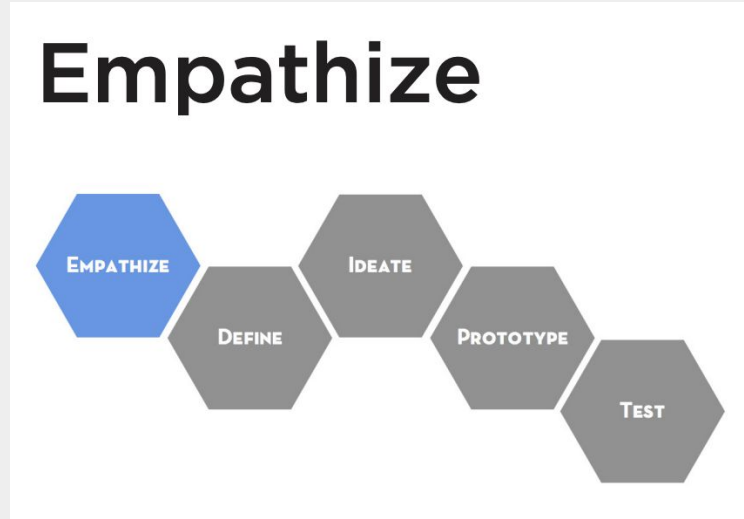 Empathize
EMPATHIZE
DEFINE
IDEATE
PROTOTYPE
TEST